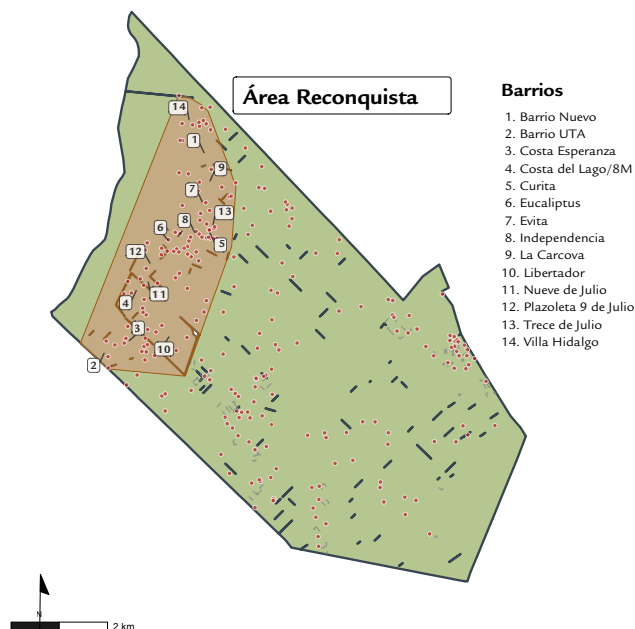 Área Reconquista
Barrios
1. Barrio Nuevo
2. Barrio UTA
3. Costa Esperanza
4. Costa del Lago/8M
5. Curita
6. Eucaliptus
7. Evita
8. Independencia
9. La Carcova
10. Libertador
11. Nueve de Julio
12. Plazoleta 9 de Julio
13. Trece de Julio
14. Villa Hidalgo
14
1
9
7
13
8
6
5
12
11
4
3
10
2
N
2 km